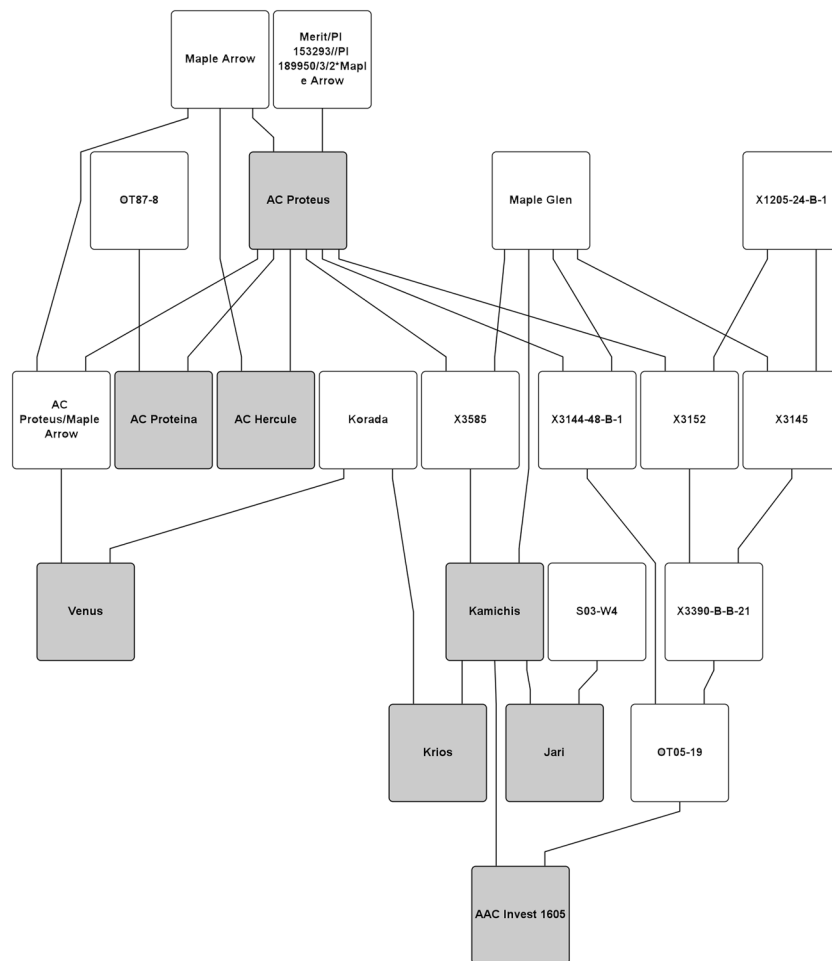 Maple Arrow
Merit/PI
153293//PI
189950/3/2*Mapl
e Arrow
OT87-8
AC Proteus
Maple Glen
X1205-24-B-1
AC
Proteus/Maple
Arrow
AC Proteina
AC Hercule
Korada
X3585
X3144-48-B-1
X3152
X3145
Venus
Kamichis
S03-W4
X3390-B-B-21
Krios
Jari
OT05-19
AAC Invest 1605